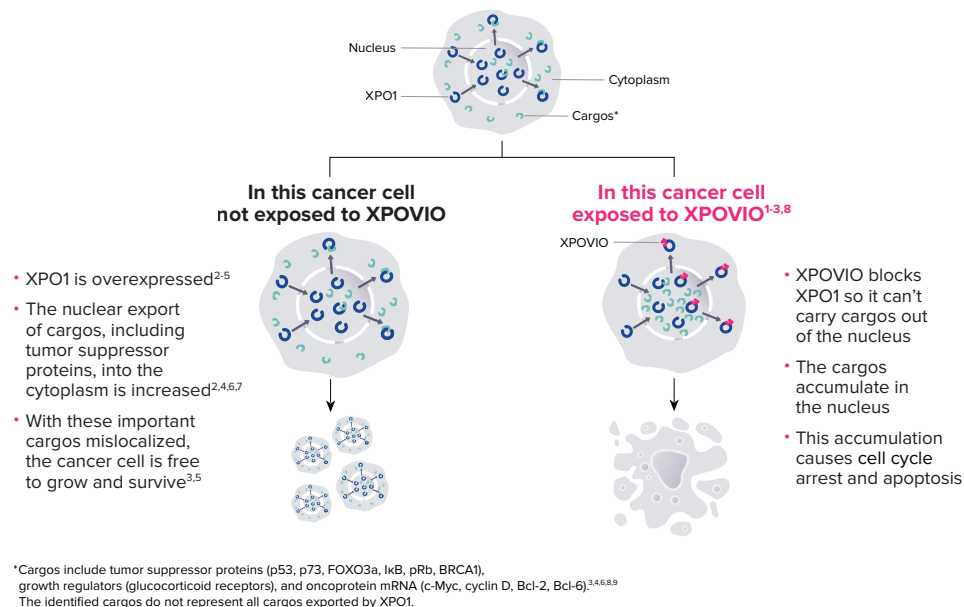 Nucleus
XPO1
Cytoplasm
Cargos*
In this cancer cell
not exposed to XPOVIO
• XPO1 is overexpressed2-5
• The nuclear export
of cargos, including
tumor suppressor
proteins, into the
cytoplasm is increased2,4,6,7
• With these important
cargos mislocalized,
the cancer cell is free
to grow and survive3,5
In this cancer cell
exposed to XPOVIO1-3,8
XPOVIO
• XPOVIO blocks
XPO1 so it can't
carry cargos out
of the nucleus
• The cargos
accumulate in
the nucleus
• This accumulation
causes cell cycle
arrest and apoptosis
*Cargos include tumor suppressor proteins (p53, p73, FOXO3a, IκB, pRb, BRCA1),
growth regulators (glucocorticoid receptors), and oncoprotein mRNA (c-Myc, cyclin D, Bcl-2, Bcl-6).3,4,6,8,9
The identified cargos do not represent all cargos exported by XPO1.